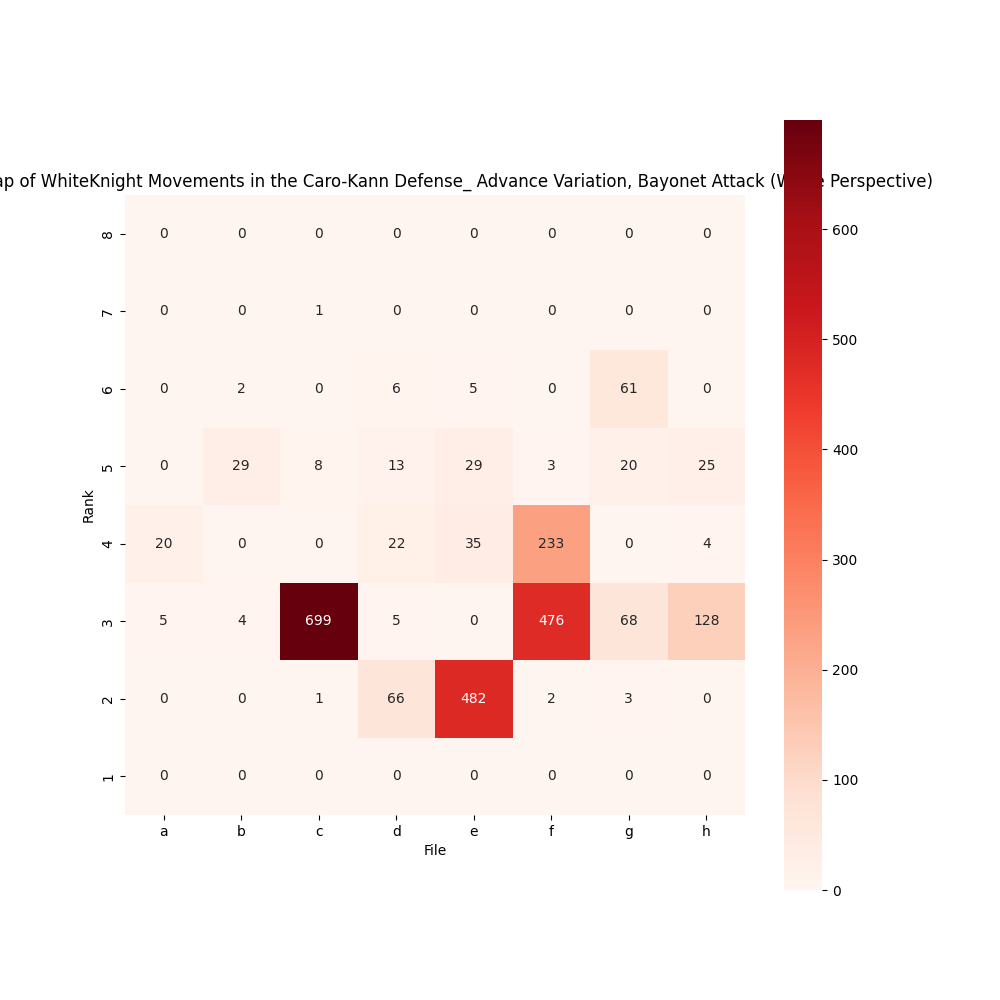 ap of WhiteKnight Movements in the Caro-Kann Defense_ Advance Variation, Bayonet Attack Perspective)
8 0 0 0 0 0 0 0 0
7 0 0 1 0 0 0 0 0
6 0 2 0 6 5 0 61 0
5 0 29 8 13 29 3 20 25
4 20 0 0 22 35 233 0 4
3 5 4 699 5 0 476 68 128
2 0 0 1 66 482 2 3 0
1 0 0 0 0 0 0 0 0
a b c d e f g h
File
Rank
600
500
400
300
200
100
0